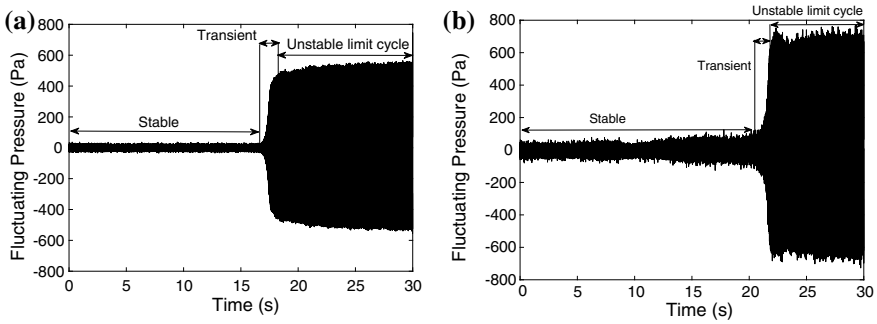 (a)
Transient
Unstable limit cycle
Stable
Fluctuating Pressure (Pa)
800
600
400
200
0
-200
-400
-600
-800
0 5 10 15 20 25 30
Time (s)
(b)
Unstable limit cycle
Transient
Stable
Fluctuating Pressure (Pa)
800
600
400
200
0
-200
-400
-600
-800
0 5 10 15 20 25 30
Time (s)